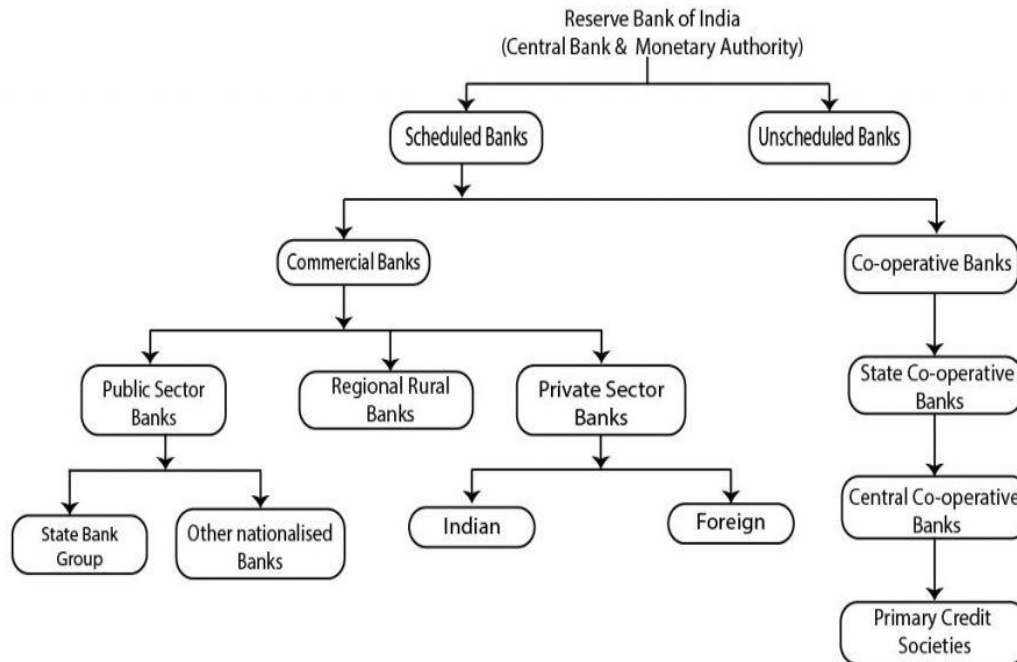 Reserve Bank of India
(Central Bank & Monetary Authority)
Scheduled Banks
Unscheduled Banks
Commercial Banks
Co-operative Banks
Public Sector
Banks
Regional Rural
Banks
Private Sector
Banks
State Co-operative
Banks
State Bank
Group
Other nationalised
Banks
Indian
Foreign
Central Co-operative
Banks
Primary Credit
Societies